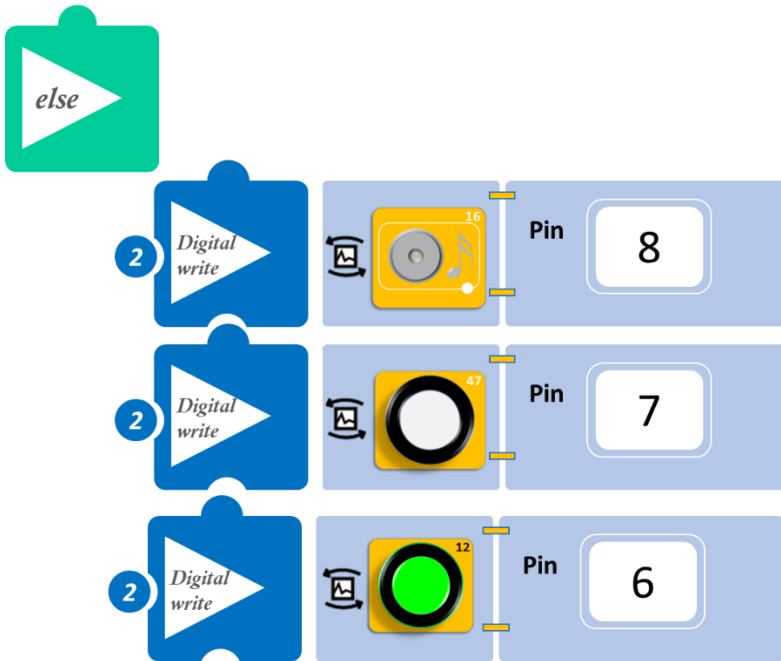 else
16
Digital
write
2
Pin
8
47
Digital
write
2
Pin
7
12
Digital
write
2
Pin
6